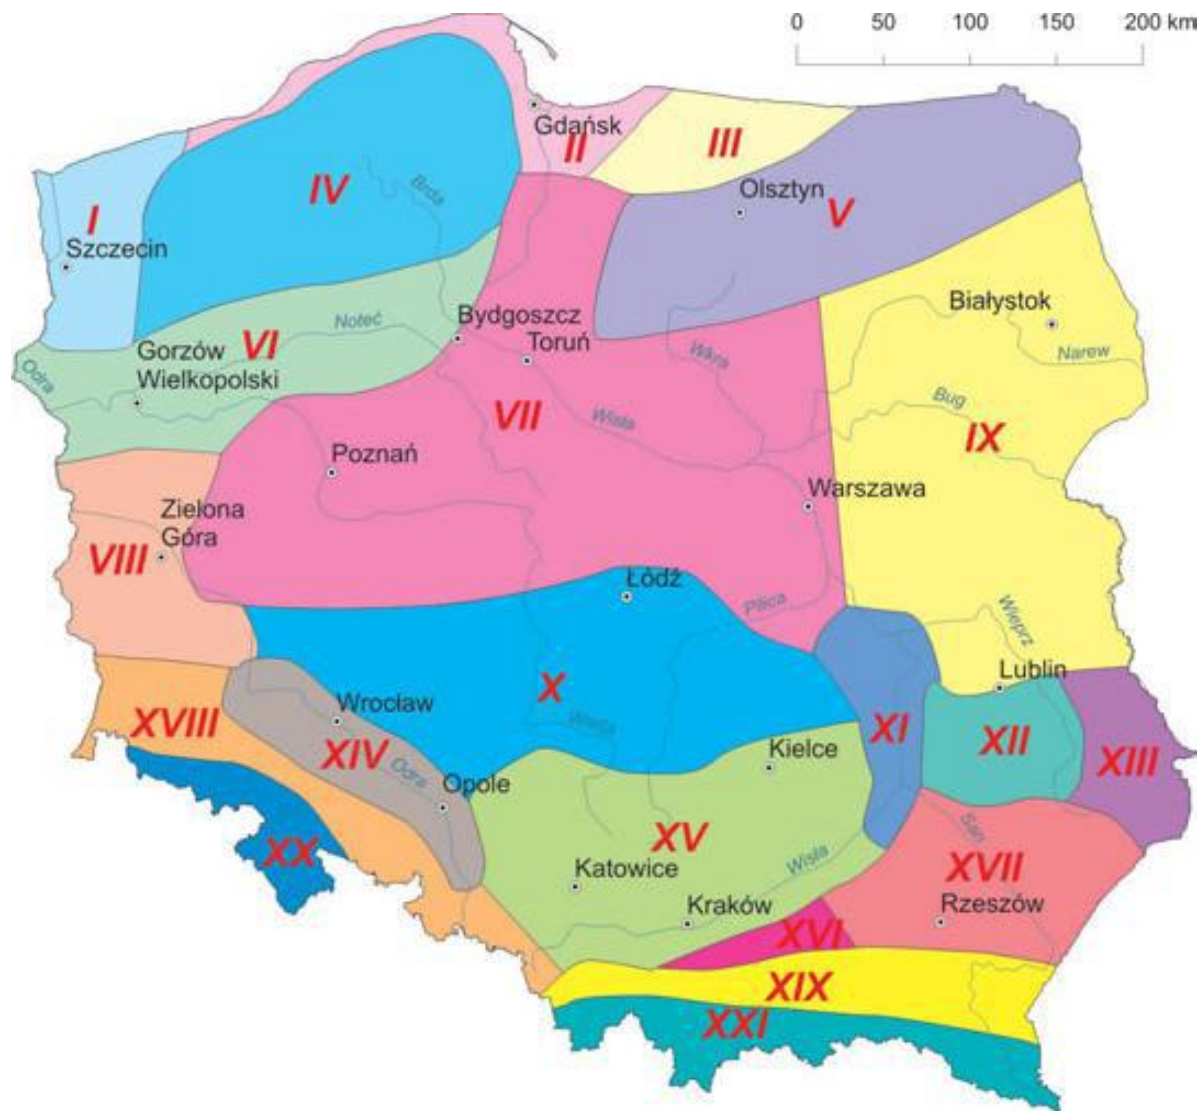 0 50 100 150 200 km
Gdańsk
II
III
IV
Brda
Olsztyn
V
I
Szczecin
Białystok
Narew
Bydgoszcz
Toruń
Noteć
VI
Gorzów
Wielkopolski
Odra
Wkra
Wisła
VII
Bug
IX
Poznań
Warszawa
Zielona
Góra
VIII
Łódź
Pilica
Wieprz
Lublin
X
Wrocław
Warta
XVIII
XIV
Odra
Opole
Kielce
XI
XII
XIII
XX
XV
Katowice
Wisła
San
XVII
Kraków
Rzeszów
XVI
XIX
XXI